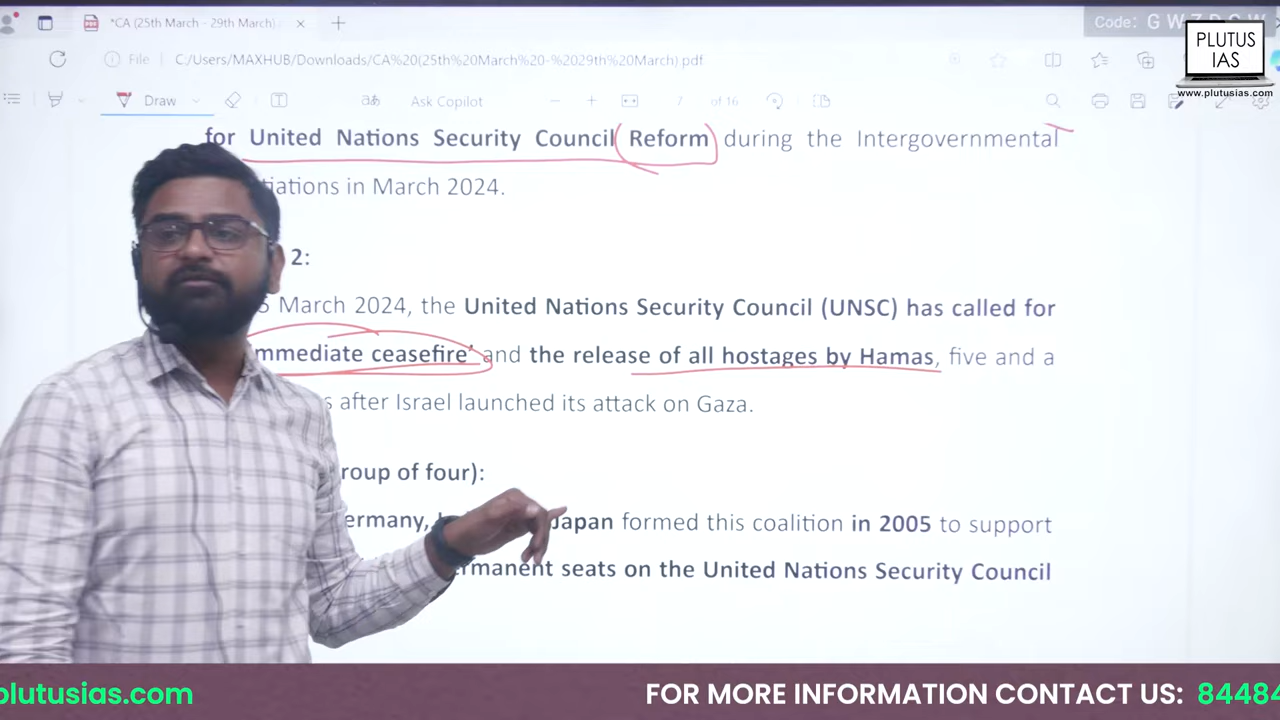 *CA (25th March - 29th March)
Code: G W Z D S W
PLUTUS
IAS
www.plutusias.com
File C:/Users/MAXHUB/Downloads/CA%20(25th%20March%20-%2029th%20March).pdf
Draw Ask Copilot 7 of 16
for United Nations Security Council Reform during the Intergovernmental
tiations in March 2024.
2:
March 2024, the United Nations Security Council (UNSC) has called for
mmediate ceasefire' and the release of all hostages by Hamas, five and a
s after Israel launched its attack on Gaza.
roup of four):
ermany, Japan formed this coalition in 2005 to support
rmanent seats on the United Nations Security Council
plutusias.com
FOR MORE INFORMATION CONTACT US: 84484